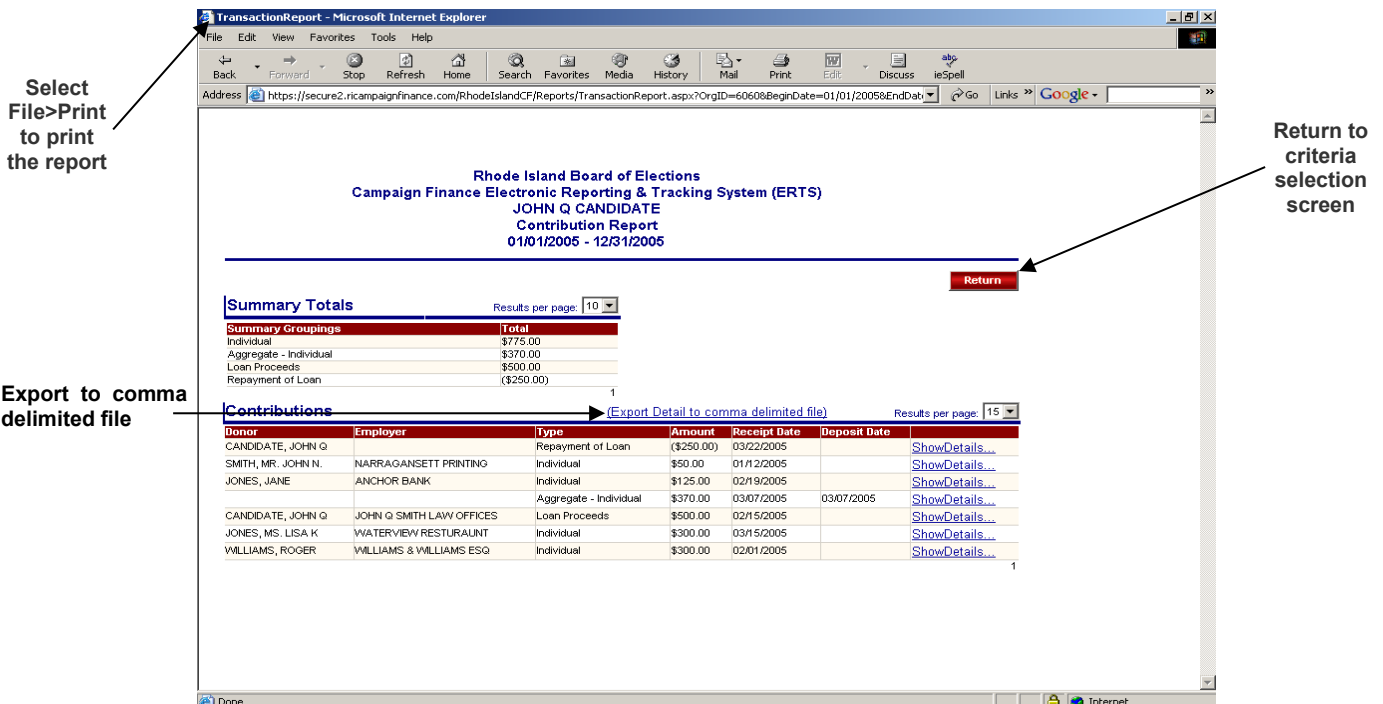 TransactionReport - Microsoft Internet Explorer
File Edit View Favorites Tools Help
Back Forward Stop Refresh Home Search Favorites Media History Mail Print Edit Discuss ieSpell
Address https://secure2.ricampaignfinance.com/RhodeIslandCF/Reports/TransactionReport.aspx?OrgID=6060&BeginDate=01/01/2005&EndDat Go Links » Google »
Select
File>Print
to print
the report
Return to
criteria
selection
screen
Rhode Island Board of Elections
Campaign Finance Electronic Reporting & Tracking System (ERTS)
JOHN Q CANDIDATE
Contribution Report
01/01/2005 - 12/31/2005
Return
Summary Totals Results per page: 10
Summary Groupings Total
Individual $775.00
Aggregate - Individual $370.00
Loan Proceeds $500.00
Repayment of Loan ($250.00)
1
Export to comma
delimited file
Contributions (Export Detail to comma delimited file) Results per page: 15
Donor Employer Type Amount Receipt Date Deposit Date
CANDIDATE, JOHN Q Repayment of Loan ($250.00) 03/22/2005 ShowDetails...
SMITH, MR. JOHN N. NARRAGANSETT PRINTING Individual $50.00 01/12/2005 ShowDetails...
JONES, JANE ANCHOR BANK Individual $125.00 02/19/2005 ShowDetails...
Aggregate - Individual $370.00 03/07/2005 03/07/2005 ShowDetails...
CANDIDATE, JOHN Q JOHN Q SMITH LAW OFFICES Loan Proceeds $500.00 02/15/2005 ShowDetails...
JONES, MS. LISA K WATERVIEW RESTURAUNT Individual $300.00 03/15/2005 ShowDetails...
WILLIAMS, ROGER WILLIAMS & WILLIAMS ESQ Individual $300.00 02/01/2005 ShowDetails...
1
Done Internet